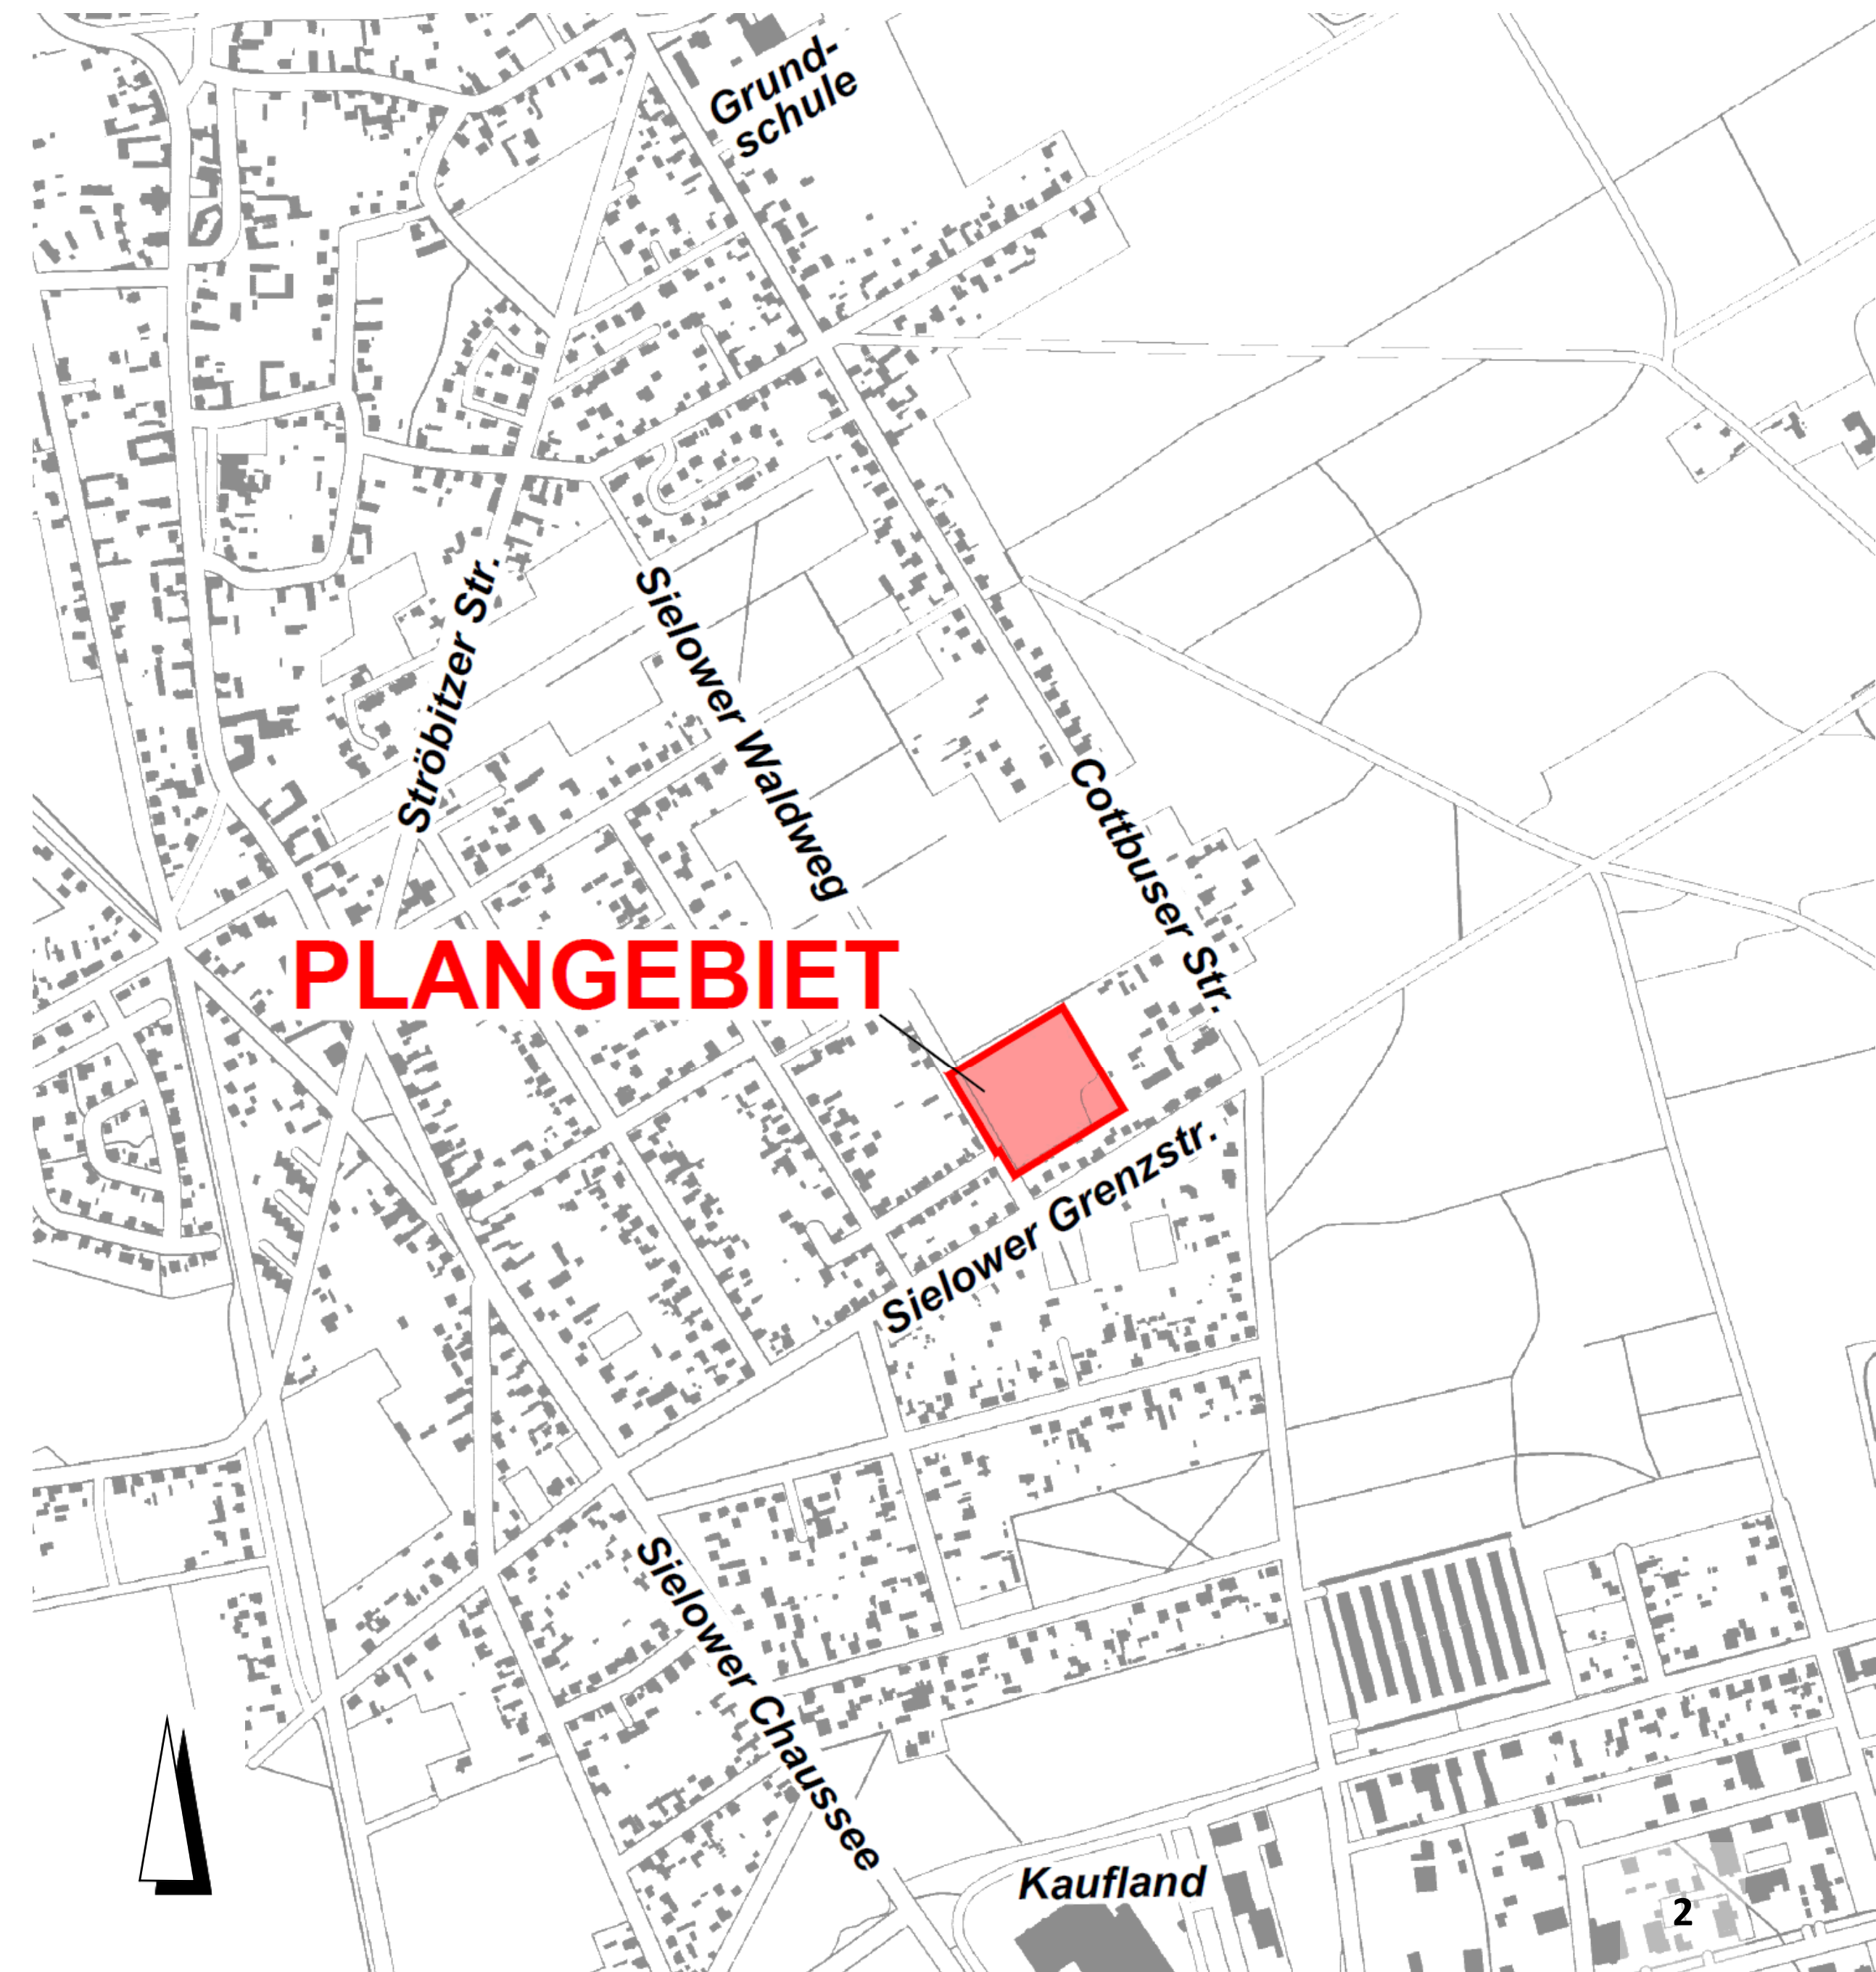 Grund-
schule
Ströbitzer Str.
Sielower Waldweg
Cottbuser Str.
PLANGEBIET
Sielower Grenzstr.
Sielower Chaussee
Kaufland
2